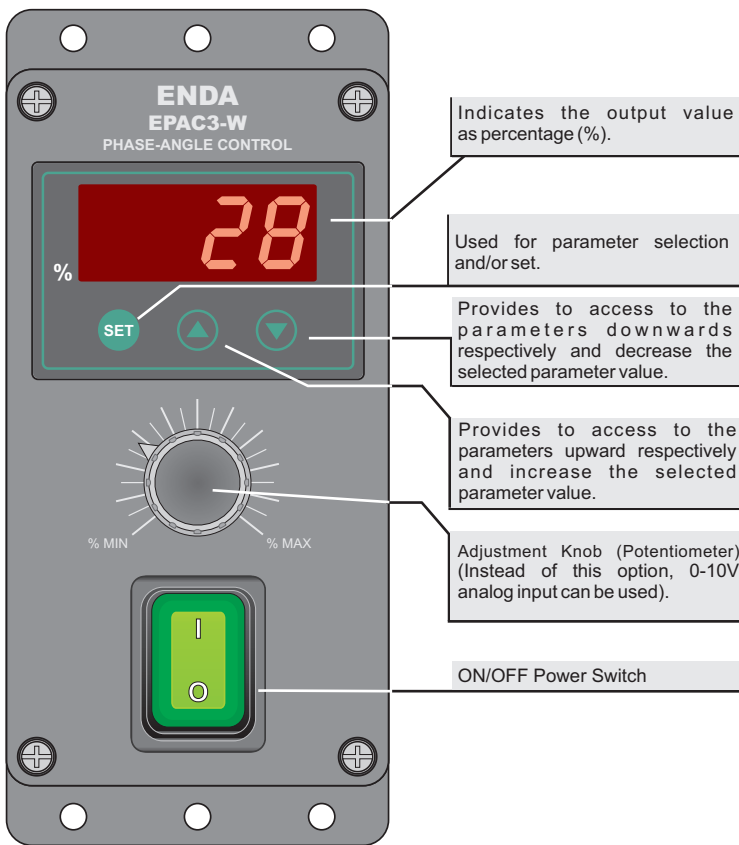 ENDA
EPAC3-W
PHASE-ANGLE CONTROL
28
%
SET
% MIN
% MAX
I
O
Indicates the output value
as percentage (%).
Used for parameter selection
and/or set.
Provides to access to the
parameters downwards
respectively and decrease the
selected parameter value.
Provides to access to the
parameters upward respectively
and increase the selected
parameter value.
Adjustment Knob (Potentiometer)
(Instead of this option, 0-10V
analog input can be used).
ON/OFF Power Switch